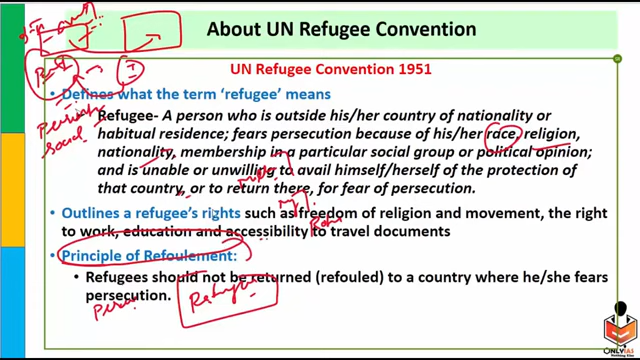 About UN Refugee Convention
UN Refugee Convention 1951
• Defines what the term 'refugee' means
Refugee- A person who is outside his/her country of nationality or
habitual residence; fears persecution because of his/her race, religion,
nationality, membership in a particular social group or political opinion;
and is unable or unwilling to avail himself/herself of the protection of
that country, or to return there, for fear of persecution.
• Outlines a refugee's rights such as freedom of religion and movement, the right
to work, education and accessibility to travel documents
• Principle of Refoulement:
• Refugees should not be returned (refouled) to a country where he/she fears
persecution.
Refugee
social
ONLYIAS